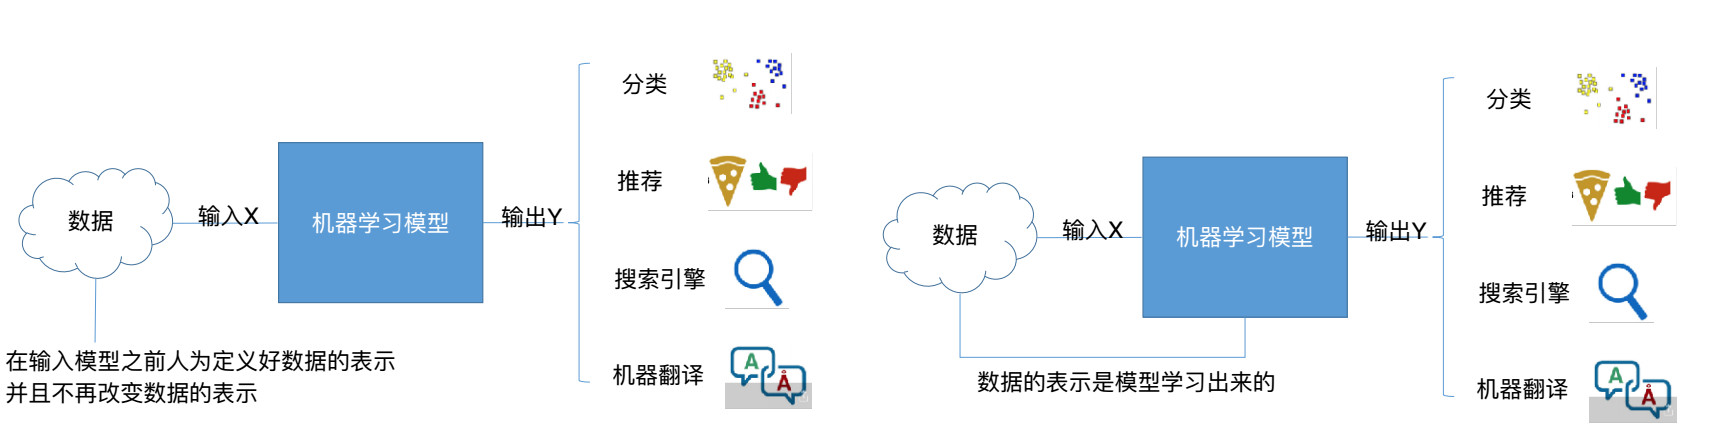 分类
推荐
数据
输入X
机器学习模型
输出Y
搜索引擎
机器翻译
A
Å
在输入模型之前人为定义好数据的表示
并且不再改变数据的表示
分类
推荐
数据
输入X
机器学习模型
输出Y
搜索引擎
机器翻译
A
Å
数据的表示是模型学习出来的